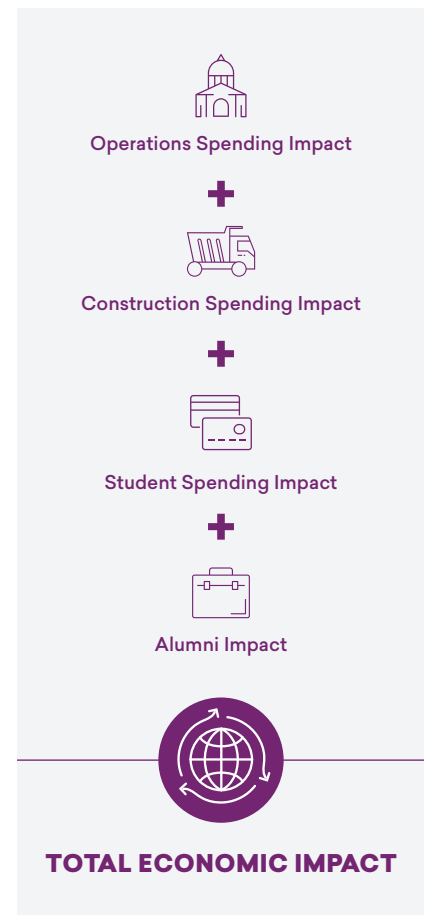 Operations Spending Impact
+
Construction Spending Impact
+
Student Spending Impact
+
Alumni Impact
TOTAL ECONOMIC IMPACT